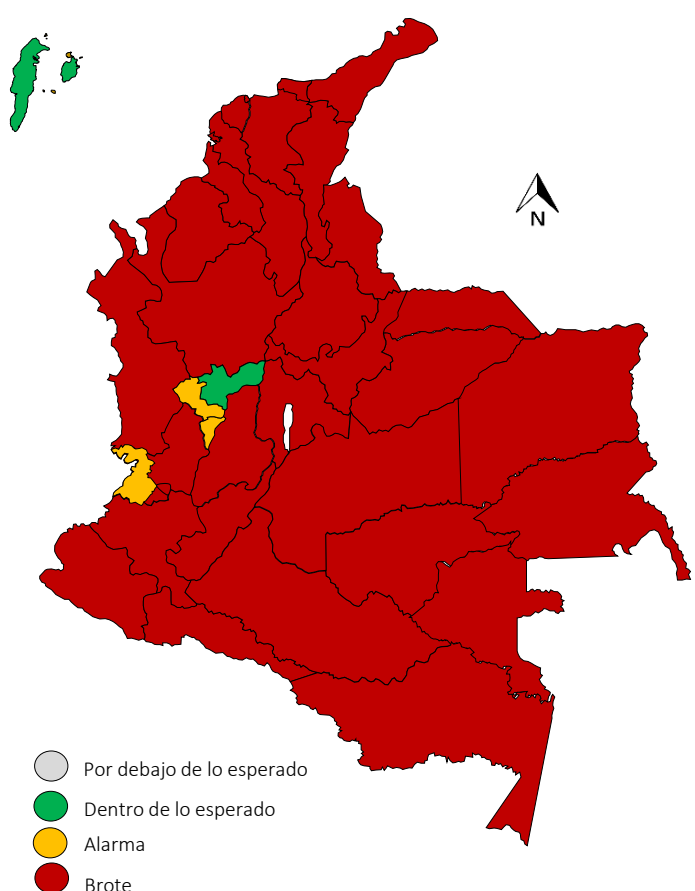 N
Por debajo de lo esperado
Dentro de lo esperado
Alarma
Brote